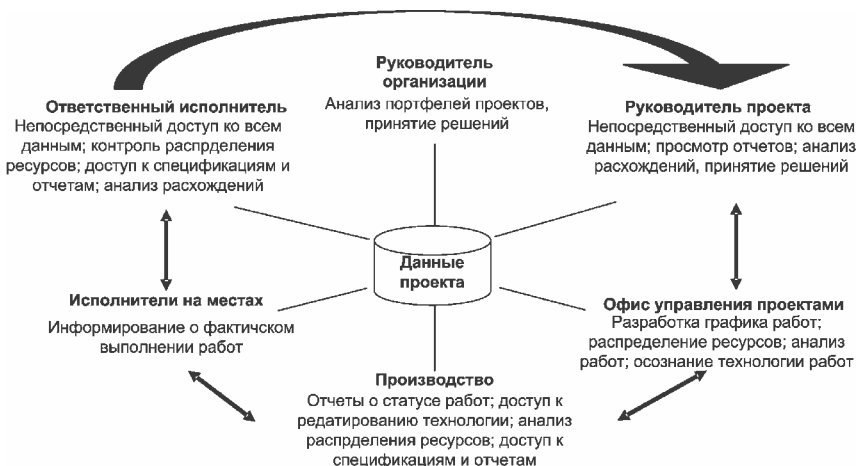 Руководитель
организации
Анализ портфелей проектов,
принятие решений
Ответственный исполнитель
Непосредственный доступ ко всем
данным; контроль распрделения
ресурсов; доступ к спецификациям и
отчетам; анализ расхождений
Руководитель проекта
Непосредственный доступ ко всем
данным; просмотр отчетов; анализ
расхождений, принятие решений
Данные
проекта
Исполнители на местах
Информирование о фактичском
выполнении работ
Офис управления проектами
Разработка графика работ;
распределение ресурсов; анализ
работ; осознание технологии работ
Производство
Отчеты о статусе работ; доступ к
редатированию технологии; анализ
распрделения ресурсов; доступ к
спецификациям и отчетам